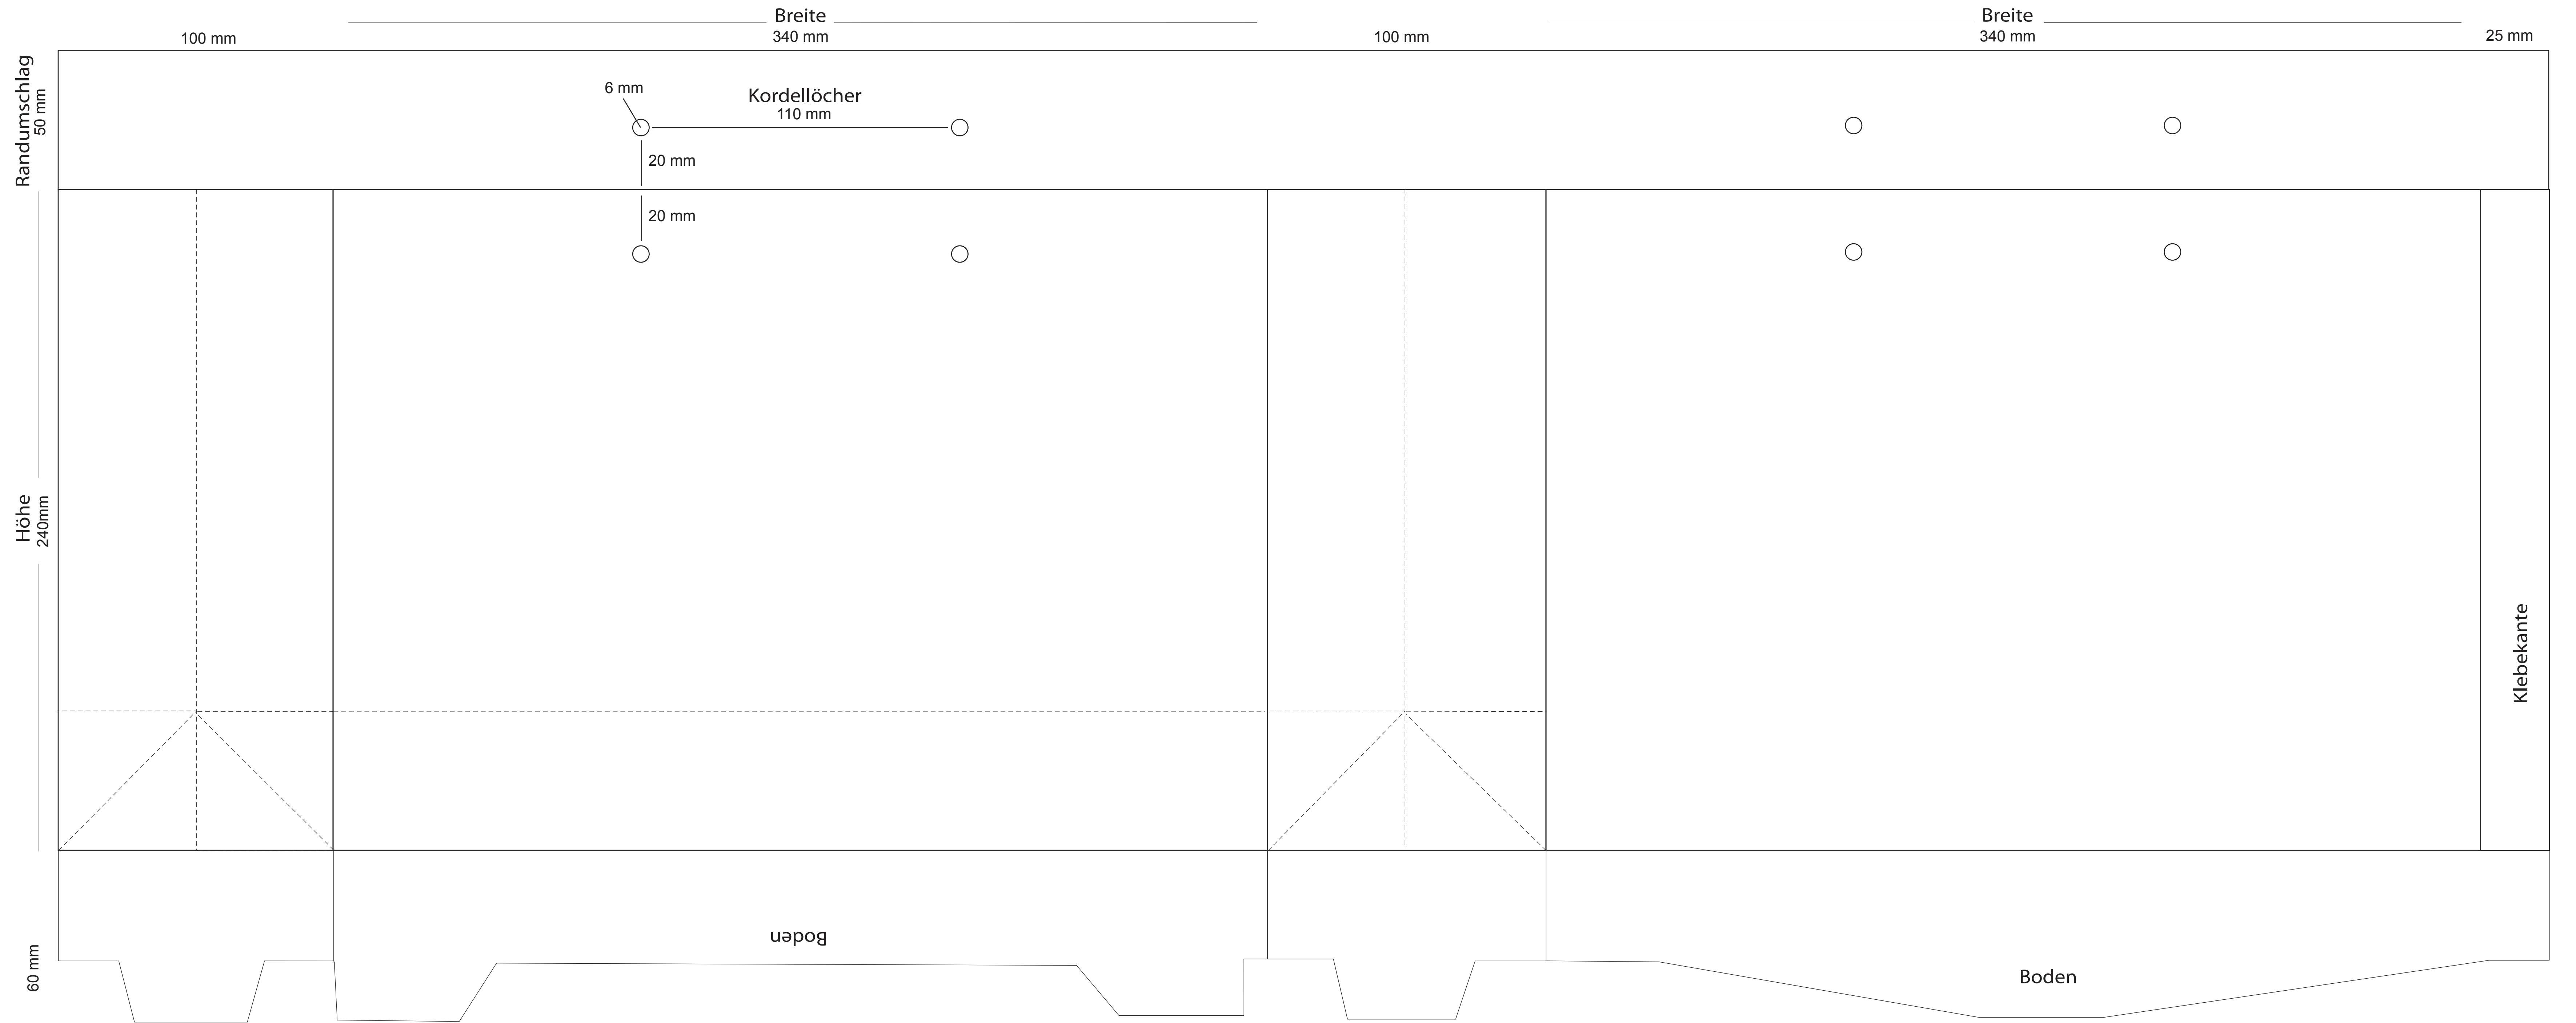 Breite
340 mm
Breite
340 mm
100 mm
100 mm
25 mm
Randumschlag
50 mm
6 mm
Kordellöcher
110 mm
20 mm
20 mm
Höhe
240mm
Klebekante
Boden
Boden
60 mm